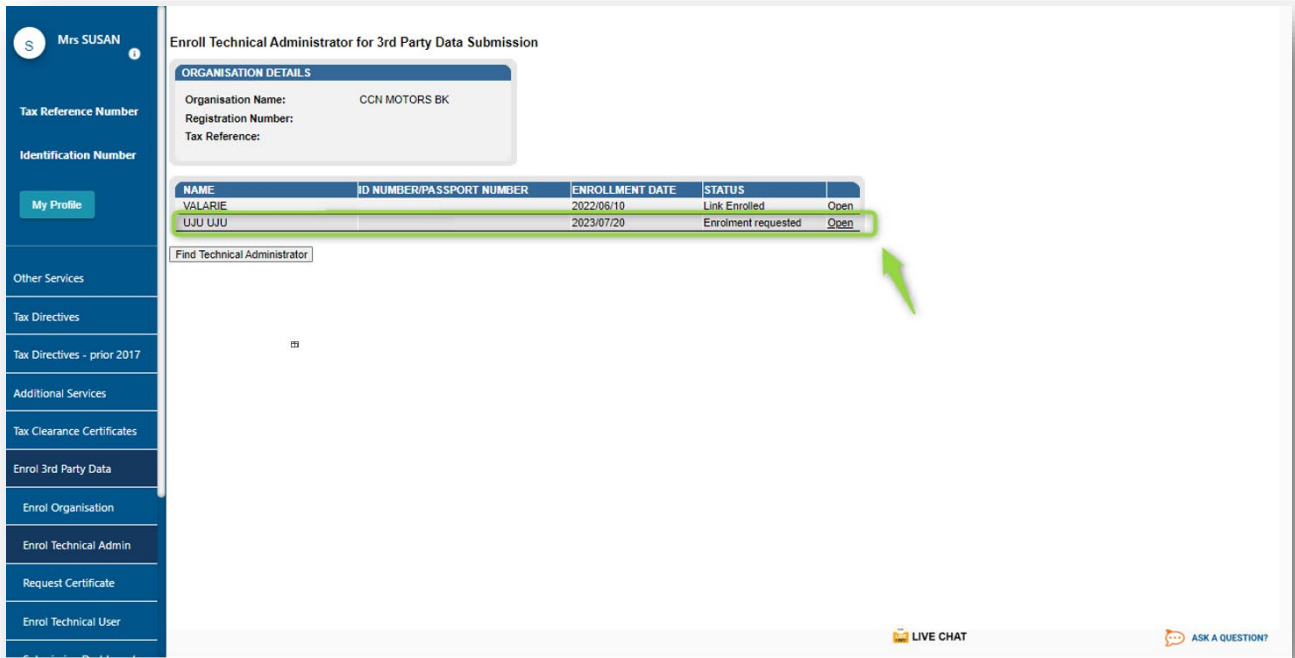 S
Mrs SUSAN
Tax Reference Number
Identification Number
My Profile
Other Services
Tax Directives
Tax Directives - prior 2017
Additional Services
Tax Clearance Certificates
Enrol 3rd Party Data
Enrol Organisation
Enrol Technical Admin
Request Certificate
Enrol Technical User
Enroll Technical Administrator for 3rd Party Data Submission
ORGANISATION DETAILS
Organisation Name: CCN MOTORS BK
Registration Number:
Tax Reference:
NAME ID NUMBER/PASSPORT NUMBER ENROLLMENT DATE STATUS
VALARIE 2022/06/10 Link Enrolled Open
UJU UJU 2023/07/20 Enrolment requested Open
Find Technical Administrator
LIVE CHAT
ASK A QUESTION?